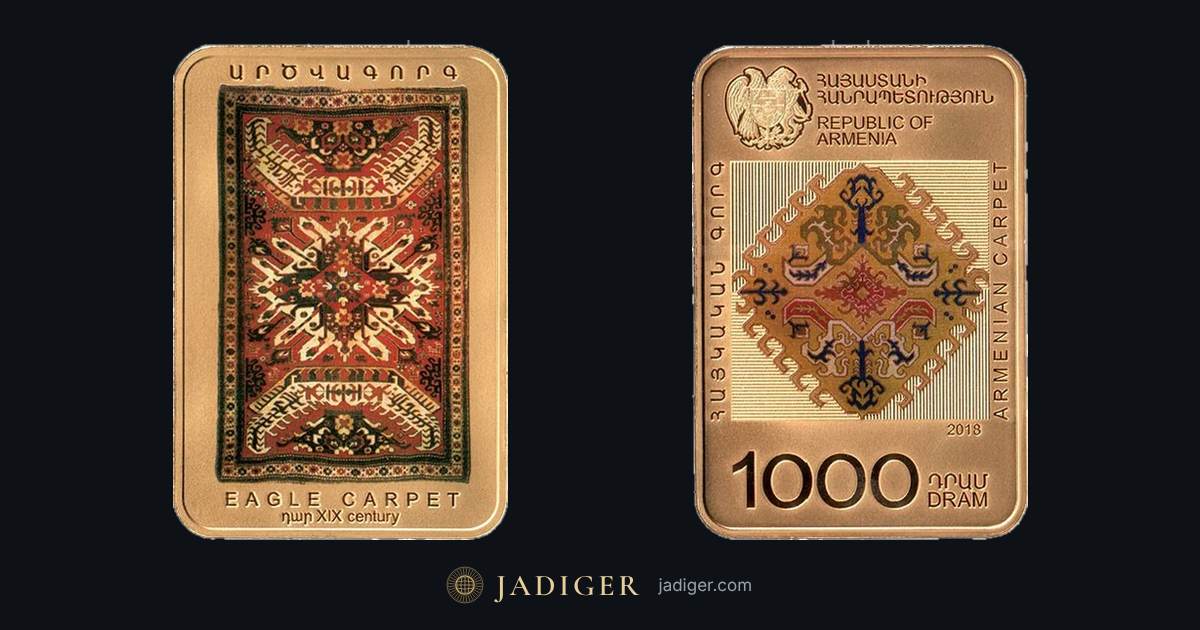 ԱՐԾՎԱԳՈՐԳ
EAGLE CARPET
դար XIX century
ՀԱՅԱՍՏԱՆԻ
ՀԱՆՐԱՊԵՏՈՒԹՅՈՒՆ
REPUBLIC OF
ARMENIA
ՀԱՅԿԱԿԱՆ ԳՈՐԳ
ARMENIAN CARPET
2018
1000 ԴՐԱՄ
DRAM
JADIGER jadiger.com